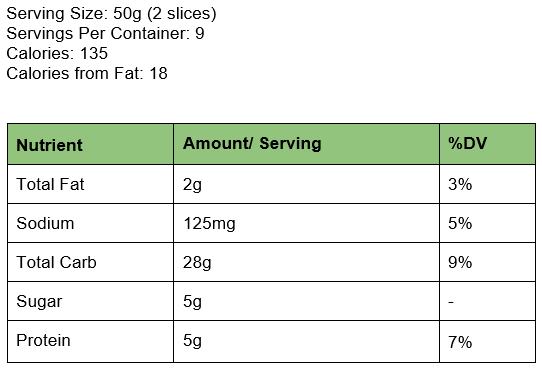 Serving Size: 50g (2 slices)
Servings Per Container: 9
Calories: 135
Calories from Fat: 18
Nutrient Amount/ Serving %DV
Total Fat 2g 3%
Sodium 125mg 5%
Total Carb 28g 9%
Sugar 5g -
Protein 5g 7%